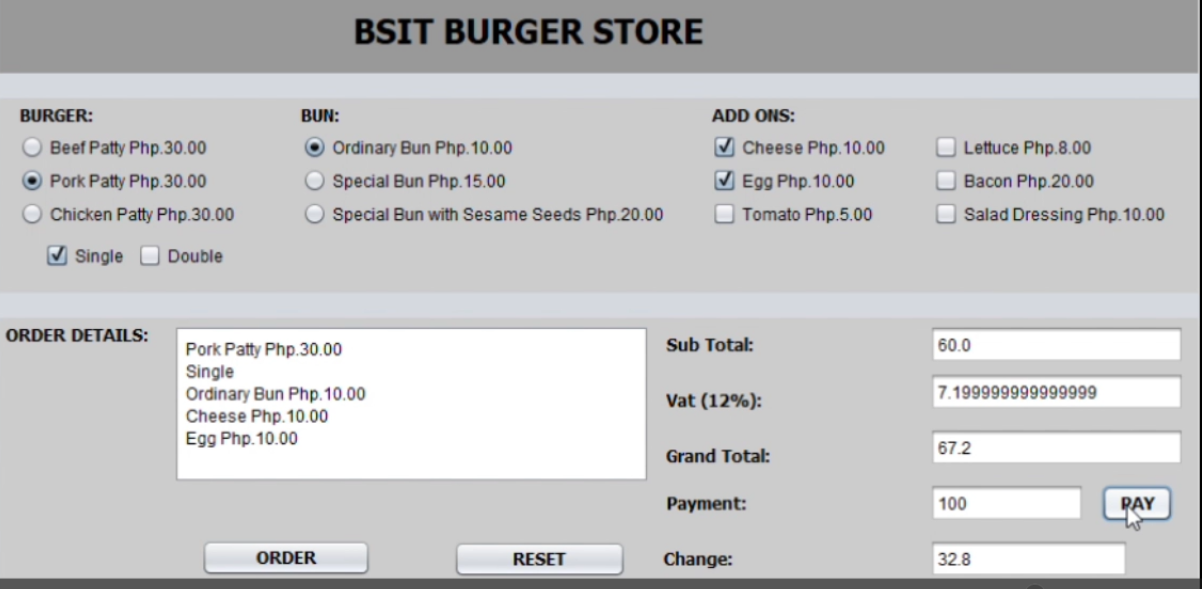 BSIT BURGER STORE
BURGER:
Beef Patty Php.30.00
Pork Patty Php.30.00
Chicken Patty Php.30.00
Single Double
BUN:
Ordinary Bun Php.10.00
Special Bun Php.15.00
Special Bun with Sesame Seeds Php.20.00
ADD ONS:
Cheese Php.10.00 Lettuce Php.8.00
Egg Php.10.00 Bacon Php.20.00
Tomato Php.5.00 Salad Dressing Php.10.00
ORDER DETAILS:
Pork Patty Php.30.00
Single
Ordinary Bun Php.10.00
Cheese Php.10.00
Egg Php.10.00
ORDER RESET
Sub Total: 60.0
Vat (12%): 7.199999999999999
Grand Total: 67.2
Payment: 100 PAY
Change: 32.8